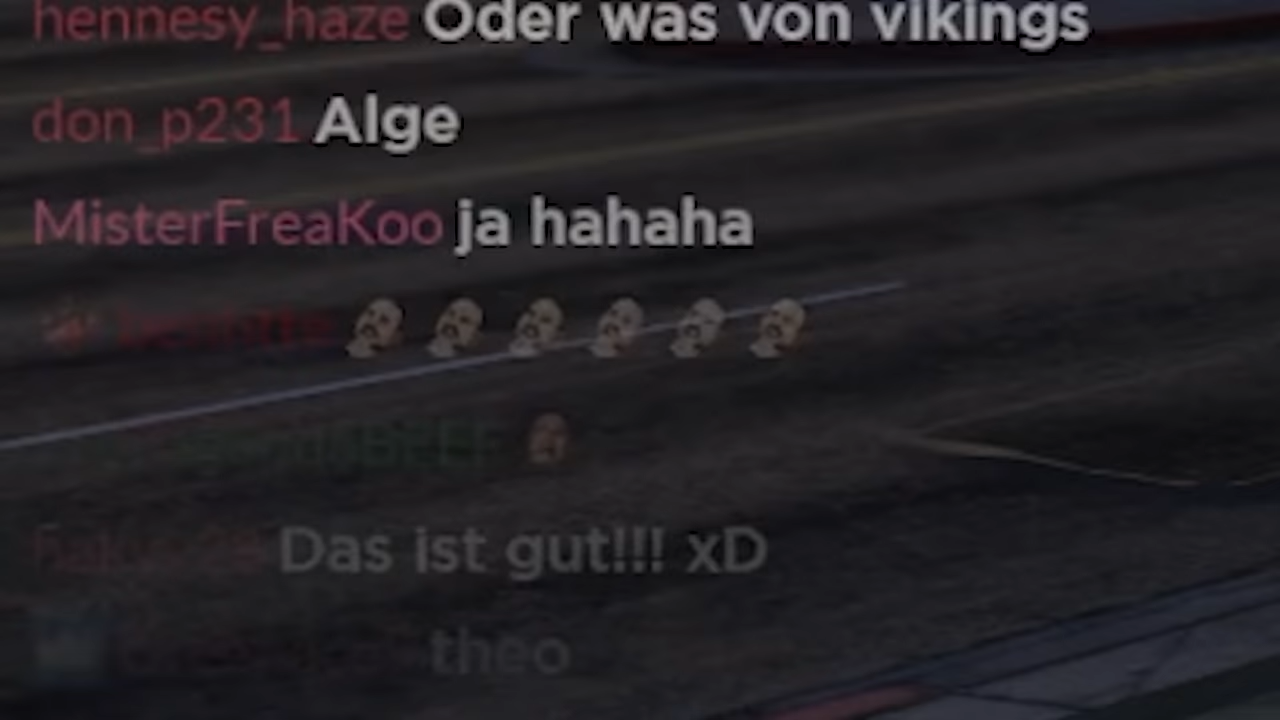 hennesy_haze Oder was von vikings
don_p231 Alge
MisterFreaKoo ja hahaha
Das ist gut!!! xD
theo